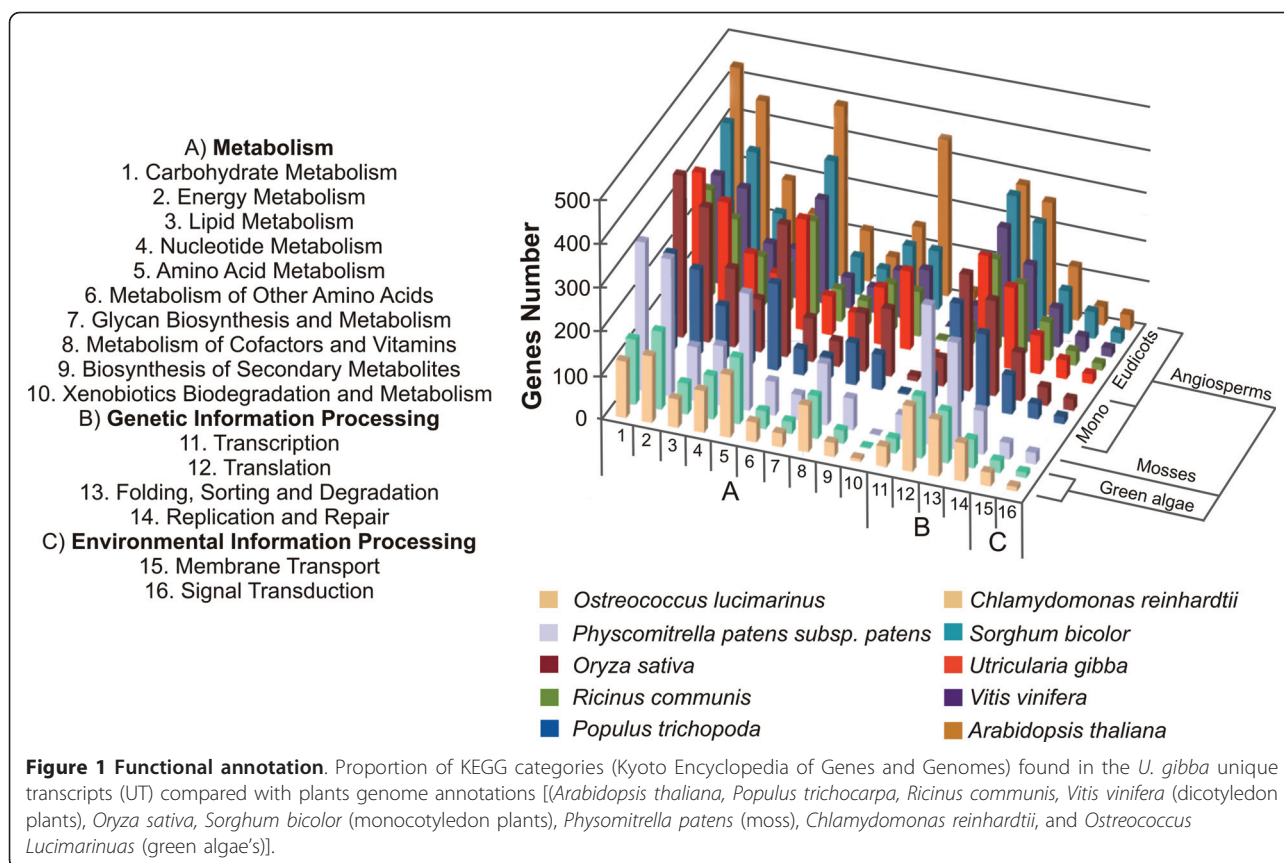 A) Metabolism
1. Carbohydrate Metabolism
2. Energy Metabolism
3. Lipid Metabolism
4. Nucleotide Metabolism
5. Amino Acid Metabolism
6. Metabolism of Other Amino Acids
7. Glycan Biosynthesis and Metabolism
8. Metabolism of Cofactors and Vitamins
9. Biosynthesis of Secondary Metabolites
10. Xenobiotics Biodegradation and Metabolism
B) Genetic Information Processing
11. Transcription
12. Translation
13. Folding, Sorting and Degradation
14. Replication and Repair
C) Environmental Information Processing
15. Membrane Transport
16. Signal Transduction
Genes Number
500
400
300
200
100
0
1 2 3 4 5 6 7 8 9 10 11 12 13 14 15 16
A
B
C
Mono
Eudicots
Angiosperms
Mosses
Green algae
Ostreococcus lucimarinus
Physcomitrella patens subsp. patens
Oryza sativa
Ricinus communis
Populus trichopoda
Chlamydomonas reinhardtii
Sorghum bicolor
Utricularia gibba
Vitis vinifera
Arabidopsis thaliana
Figure 1 Functional annotation. Proportion of KEGG categories (Kyoto Encyclopedia of Genes and Genomes) found in the U. gibba unique
transcripts (UT) compared with plants genome annotations [(Arabidopsis thaliana, Populus trichocarpa, Ricinus communis, Vitis vinifera (dicotyledon
plants), Oryza sativa, Sorghum bicolor (monocotyledon plants), Physomitrella patens (moss), Chlamydomonas reinhardtii, and Ostreococcus
Lucimarinuas (green algae's)].